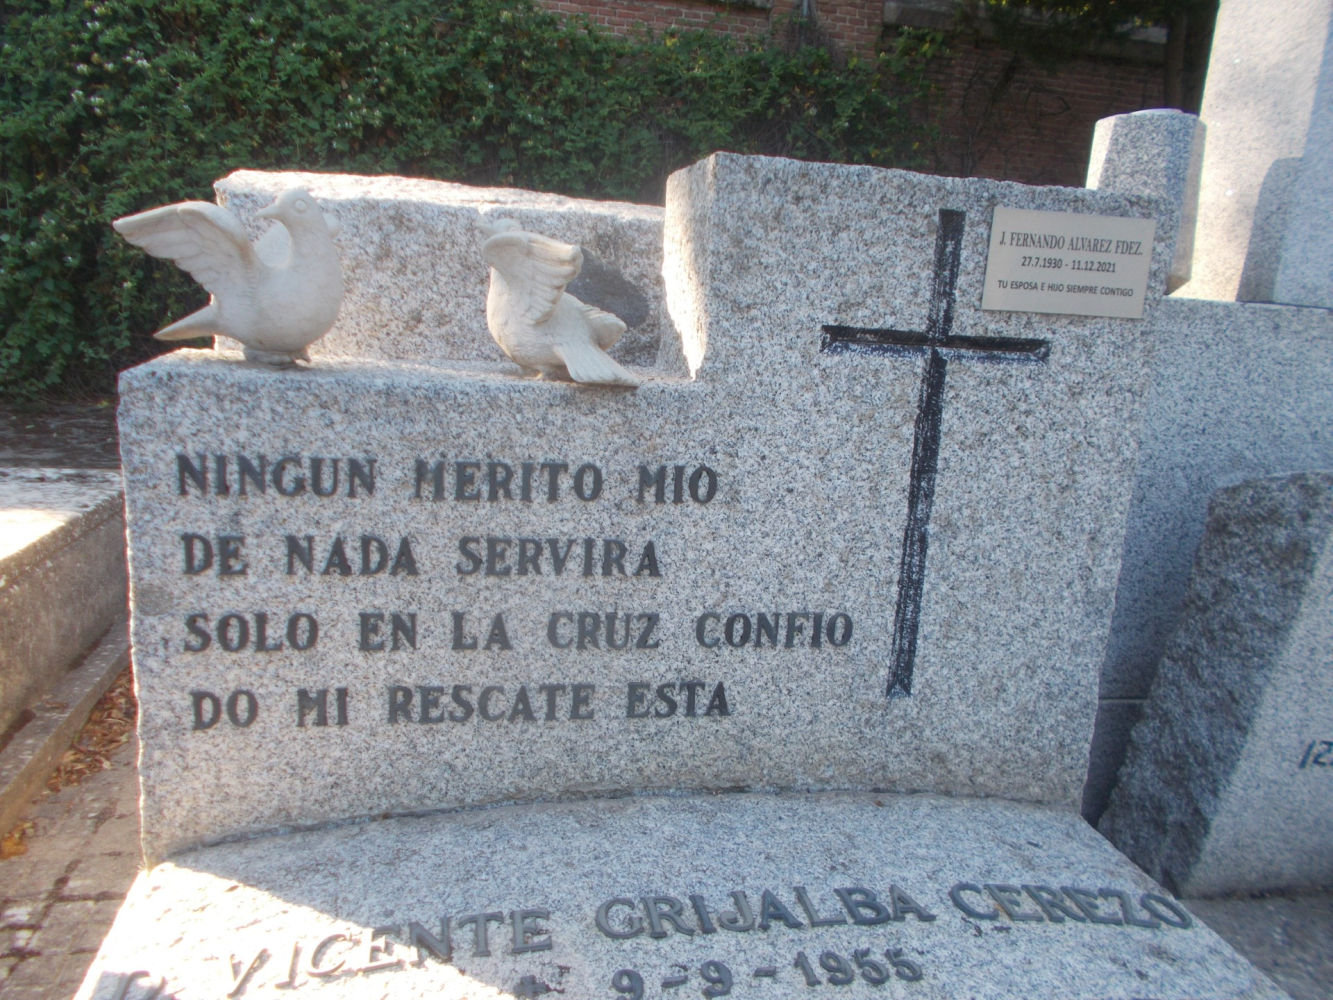 J. FERNANDO ALVAREZ FDEZ.
27.7.1930 - 11.12.2021
TU ESPOSA E HIJO SIEMPRE CONTIGO
NINGUN MERITO MIÒ
DE NADA SERVIRA
SOLO EN LA CRUZ CONFIO
DO MI RESCATE ESTA
D. VICENTE GRIJALBA CEREZO
+ 9-9-1955